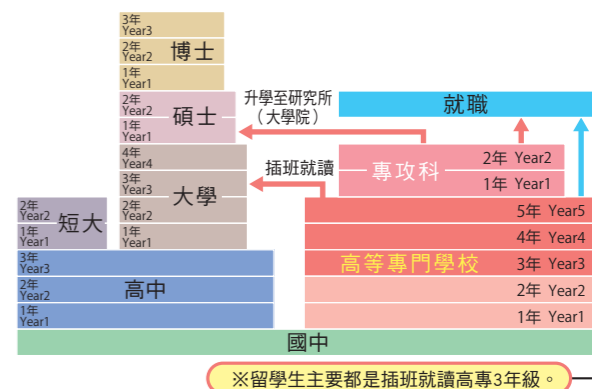 3年
Year3
2年
Year2
博士
1年
Year1
2年
Year2
碩士
1年
Year1
升學至研究所
（大學院）
就職
4年
Year4
3年
Year3
大學
2年
Year2
1年
Year1
插班就讀
專攻科
2年 Year2
1年 Year1
2年
Year2
短大
1年
Year1
5年 Year5
4年 Year4
高等專門學校
3年 Year3
2年 Year2
1年 Year1
3年
Year3
2年
Year2
高中
1年
Year1
國中
※留學生主要都是插班就讀高專3年級。